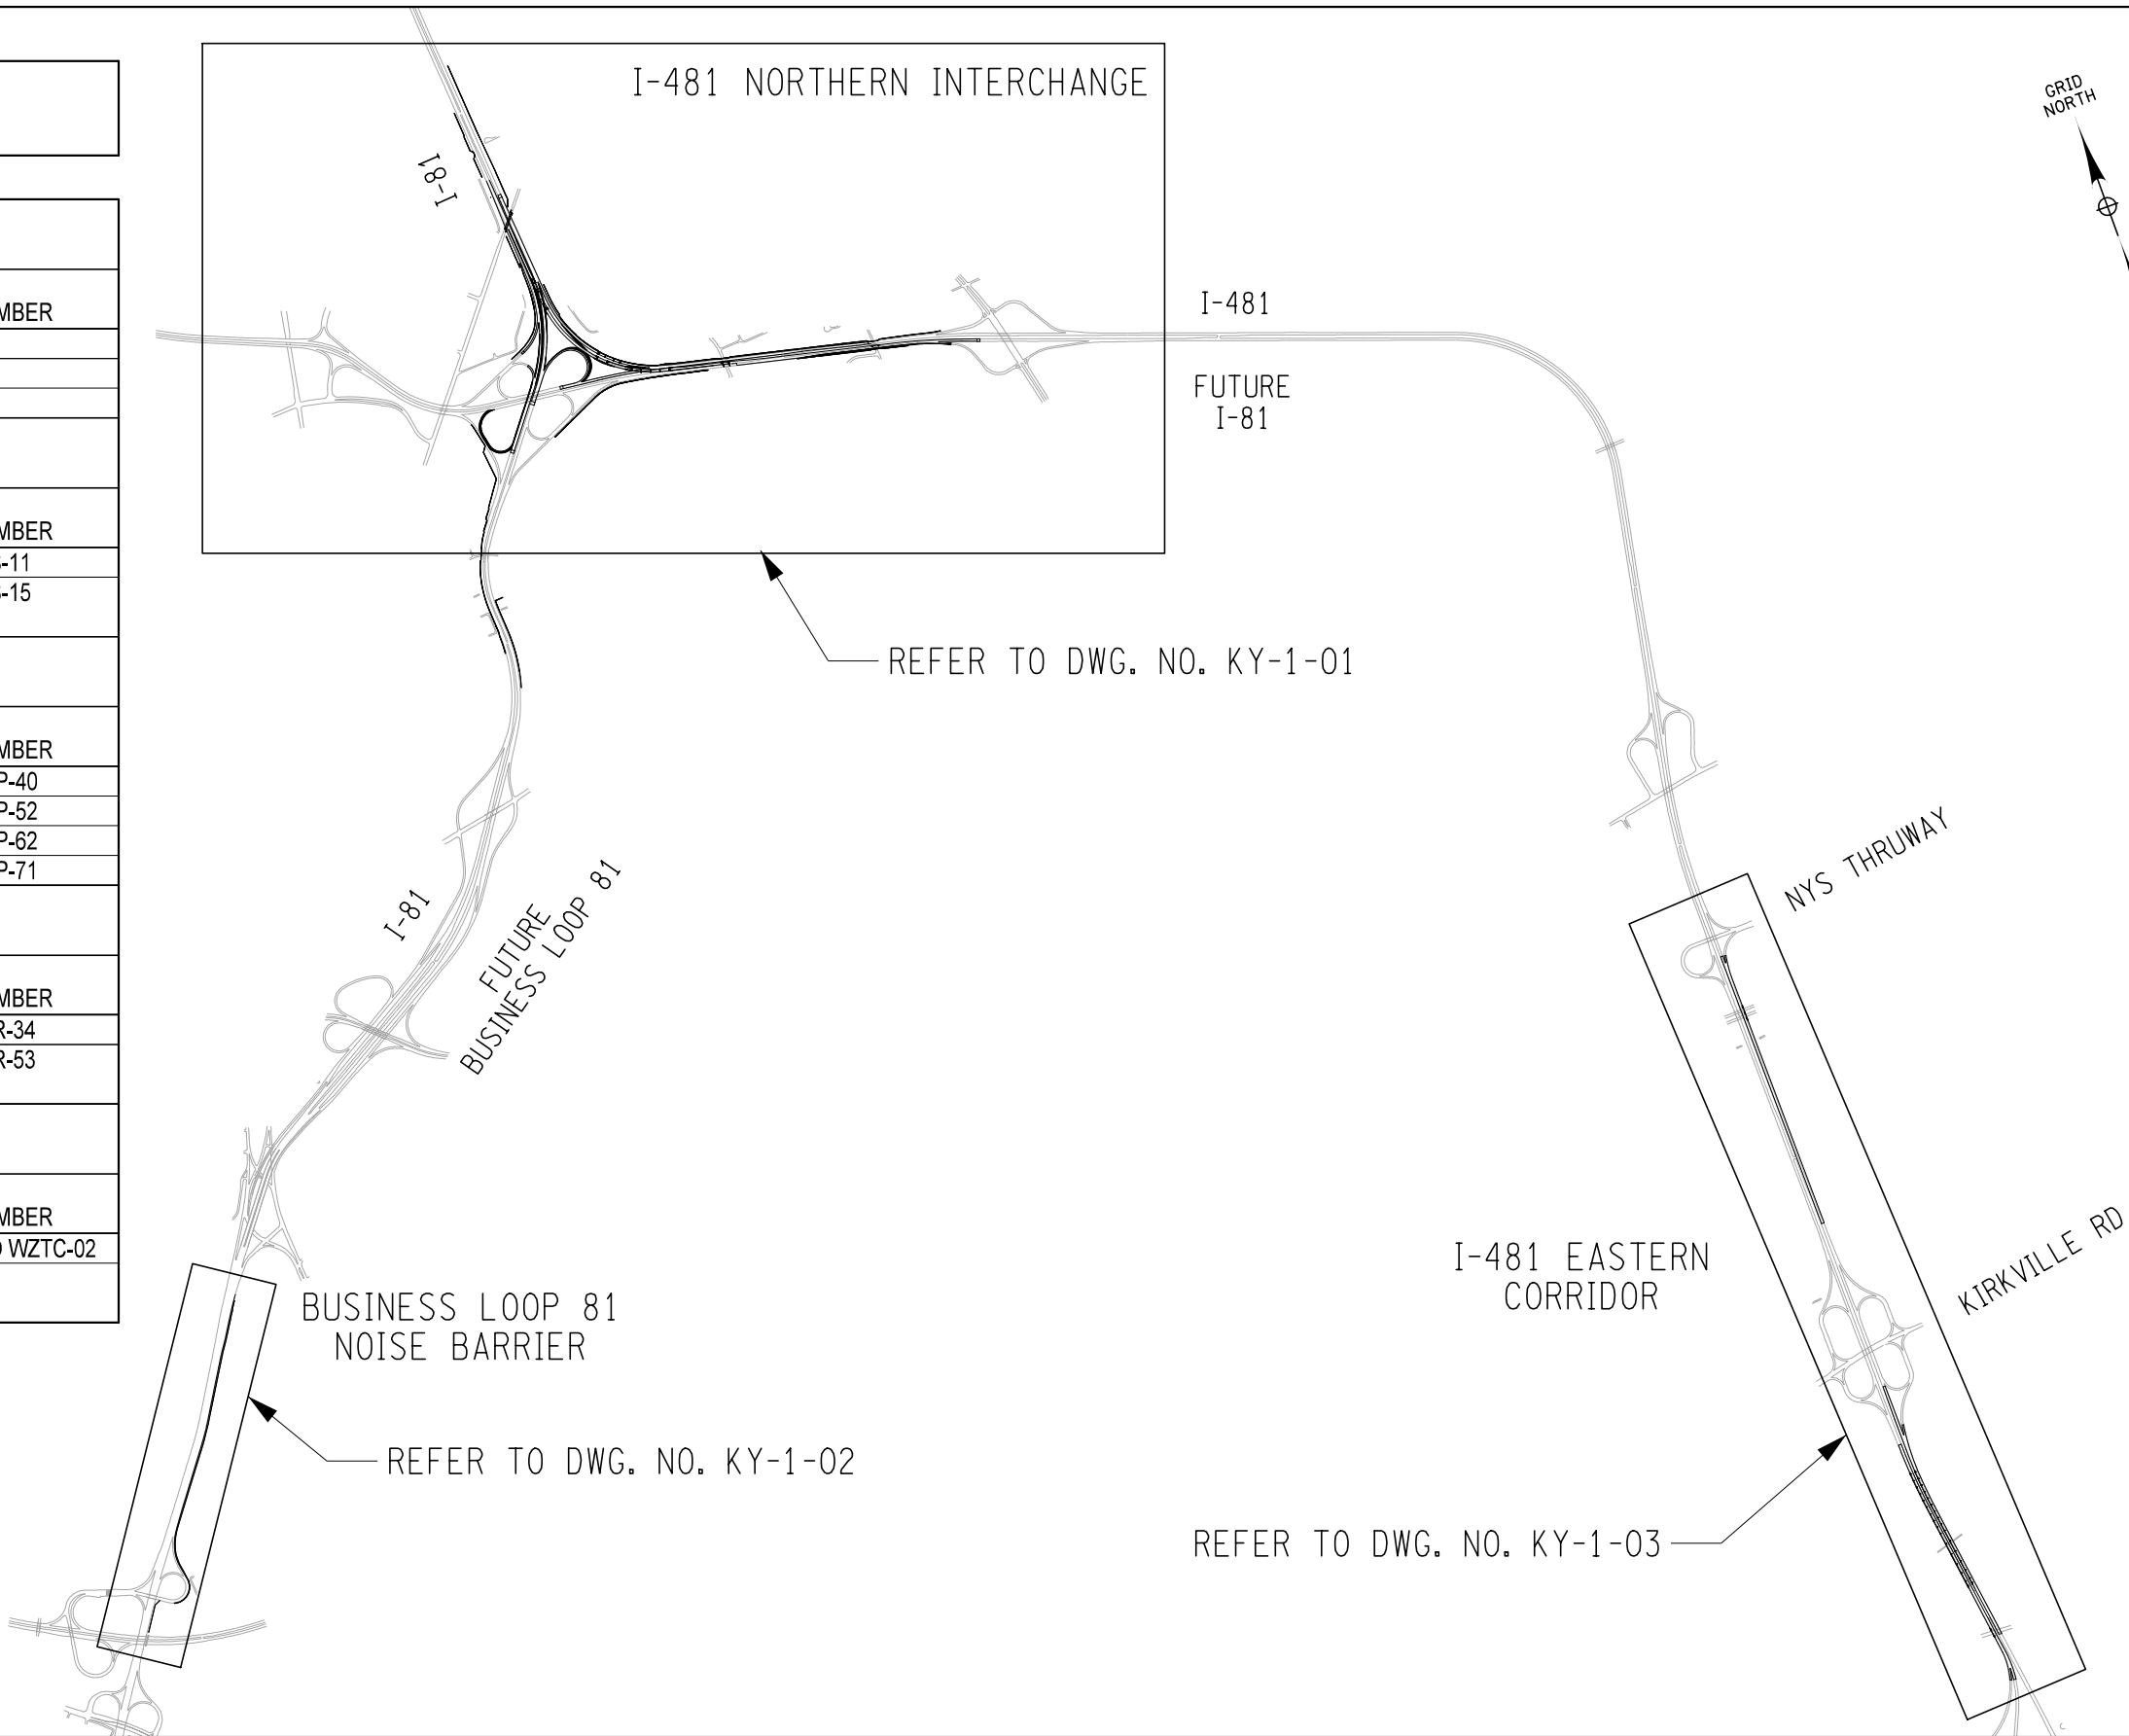 I-481 NORTHERN INTERCHANGE
GRID
NORTH
I-81
I-481
FUTURE
I-81
REFER TO DWG. NO. KY-1-01
NYS THRUWAY
I-81
FUTURE
BUSINESS LOOP 81
KIRKVILLE RD
I-481 EASTERN
CORRIDOR
BUSINESS LOOP 81
NOISE BARRIER
REFER TO DWG. NO. KY-1-02
REFER TO DWG. NO. KY-1-03
MBER
MBER
-11
-15
MBER
P-40
P-52
P-62
P-71
MBER
R-34
R-53
MBER
WZTC-02